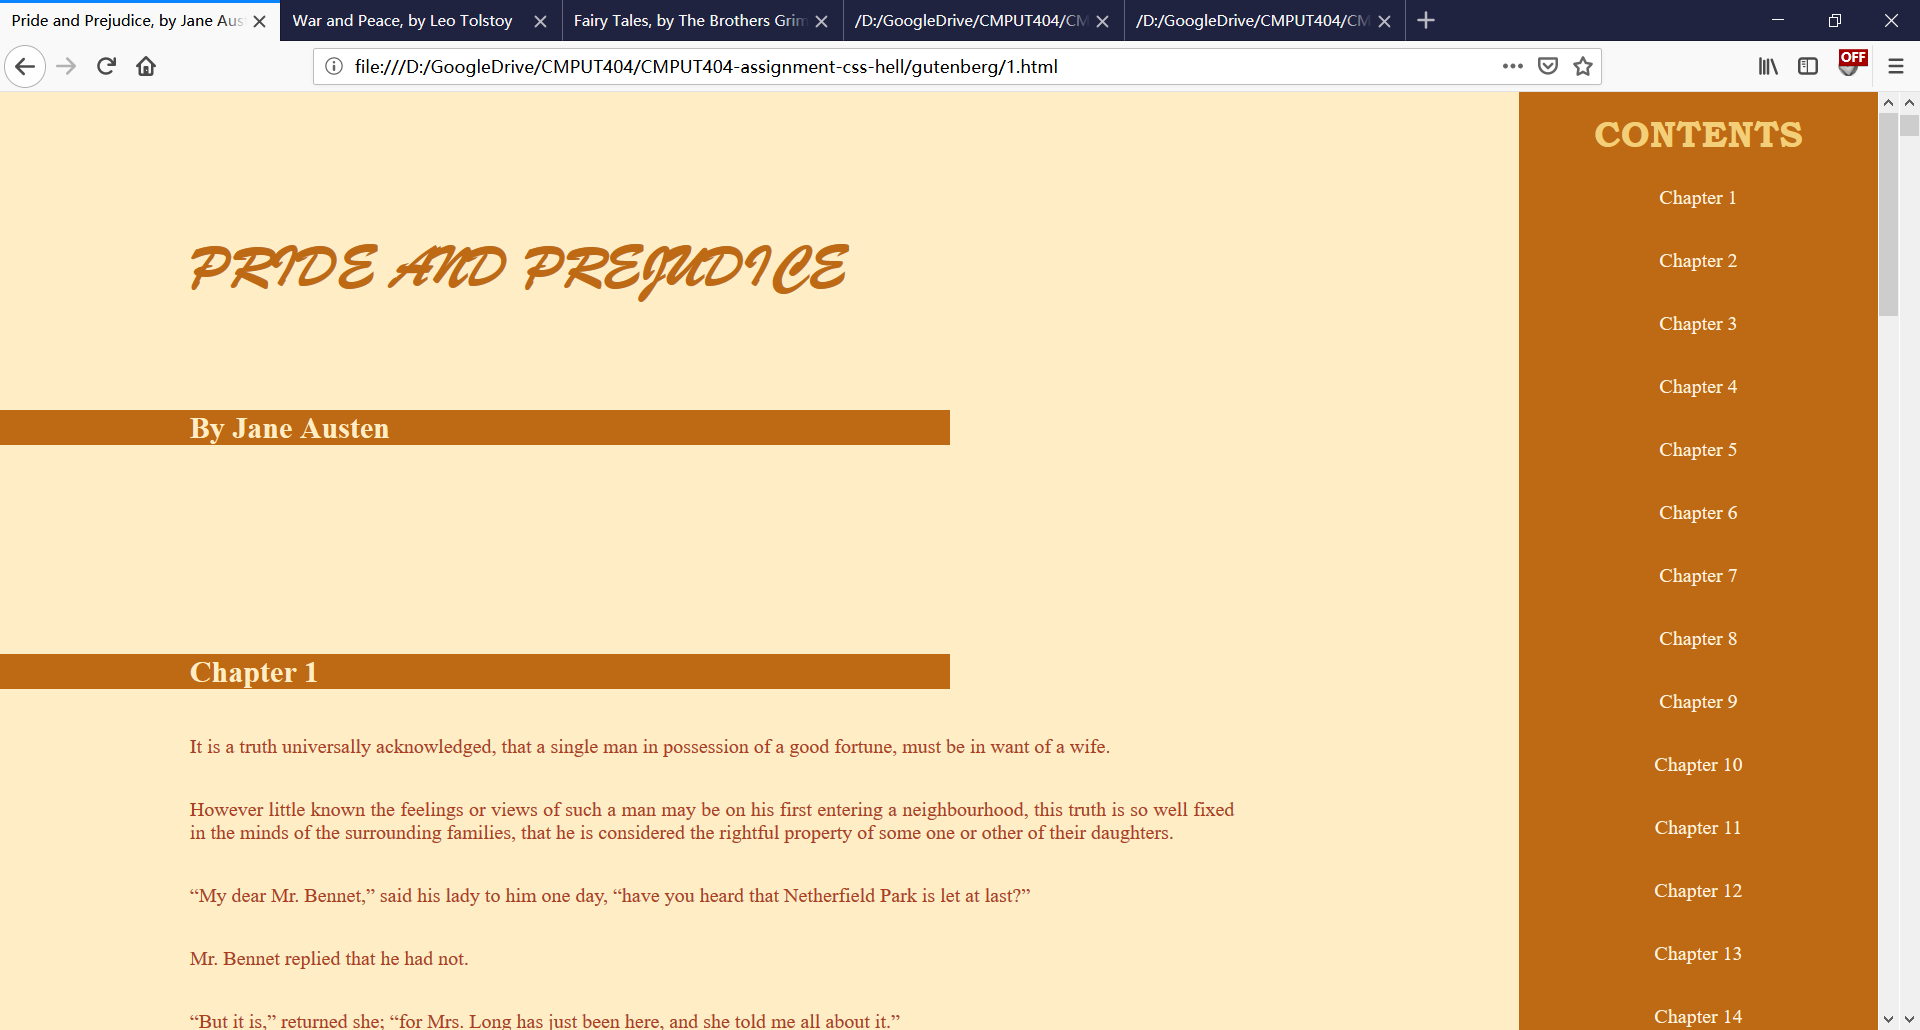 Pride and Prejudice, by Jane Aus
War and Peace, by Leo Tolstoy
Fairy Tales, by The Brothers Grim
/D:/GoogleDrive/CMPUT404/CM
/D:/GoogleDrive/CMPUT404/CM
file:///D:/GoogleDrive/CMPUT404/CMPUT404-assignment-css-hell/gutenberg/1.html
OFF
PRIDE AND PREJUDICE
By Jane Austen
Chapter 1
It is a truth universally acknowledged, that a single man in possession of a good fortune, must be in want of a wife.
However little known the feelings or views of such a man may be on his first entering a neighbourhood, this truth is so well fixed
in the minds of the surrounding families, that he is considered the rightful property of some one or other of their daughters.
“My dear Mr. Bennet,” said his lady to him one day, “have you heard that Netherfield Park is let at last?”
Mr. Bennet replied that he had not.
“But it is,” returned she; “for Mrs. Long has just been here, and she told me all about it.”
CONTENTS
Chapter 1
Chapter 2
Chapter 3
Chapter 4
Chapter 5
Chapter 6
Chapter 7
Chapter 8
Chapter 9
Chapter 10
Chapter 11
Chapter 12
Chapter 13
Chapter 14